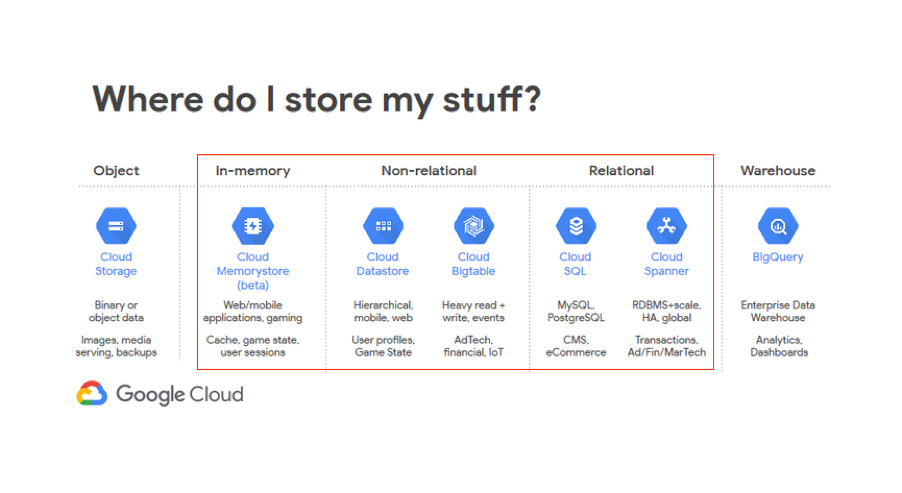 Where do I store my stuff?
Object
In-memory
Non-relational
Relational
Warehouse
Cloud
Storage
Cloud
Memorystore
(beta)
Cloud
Datastore
Cloud
Bigtable
Cloud
SQL
Cloud
Spanner
BigQuery
Binary or
object data
Web/mobile
applications, gaming
Hierarchical,
mobile, web
Heavy read +
write, events
MySQL,
PostgreSQL
RDBMS+scale,
HA, global
Enterprise Data
Warehouse
Images, media
serving, backups
Cache, game state,
user sessions
User profiles,
Game State
AdTech,
financial, IoT
CMS,
eCommerce
Transactions,
Ad/Fin/MarTech
Analytics,
Dashboards
Google Cloud